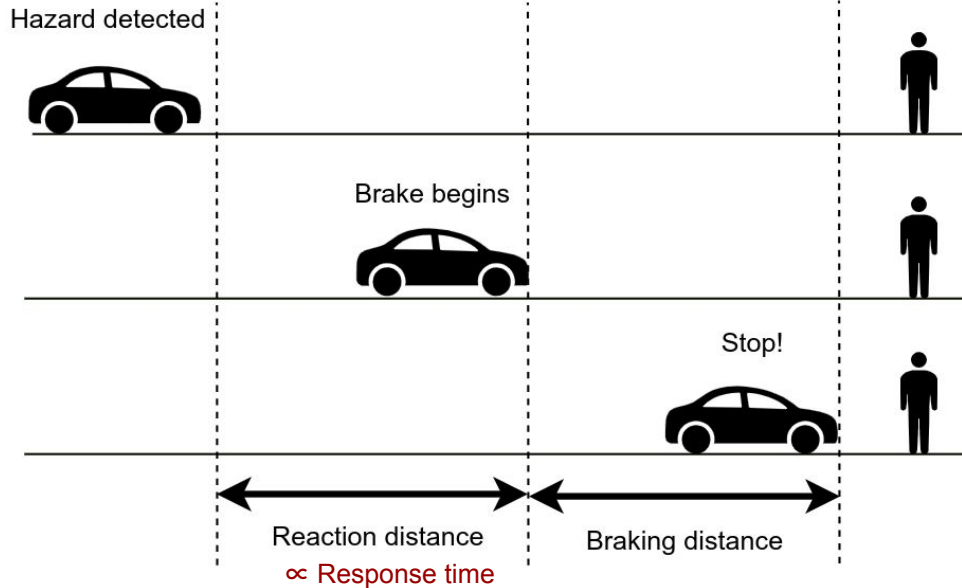 Hazard detected
Brake begins
Stop!
Reaction distance
∝ Response time
Braking distance